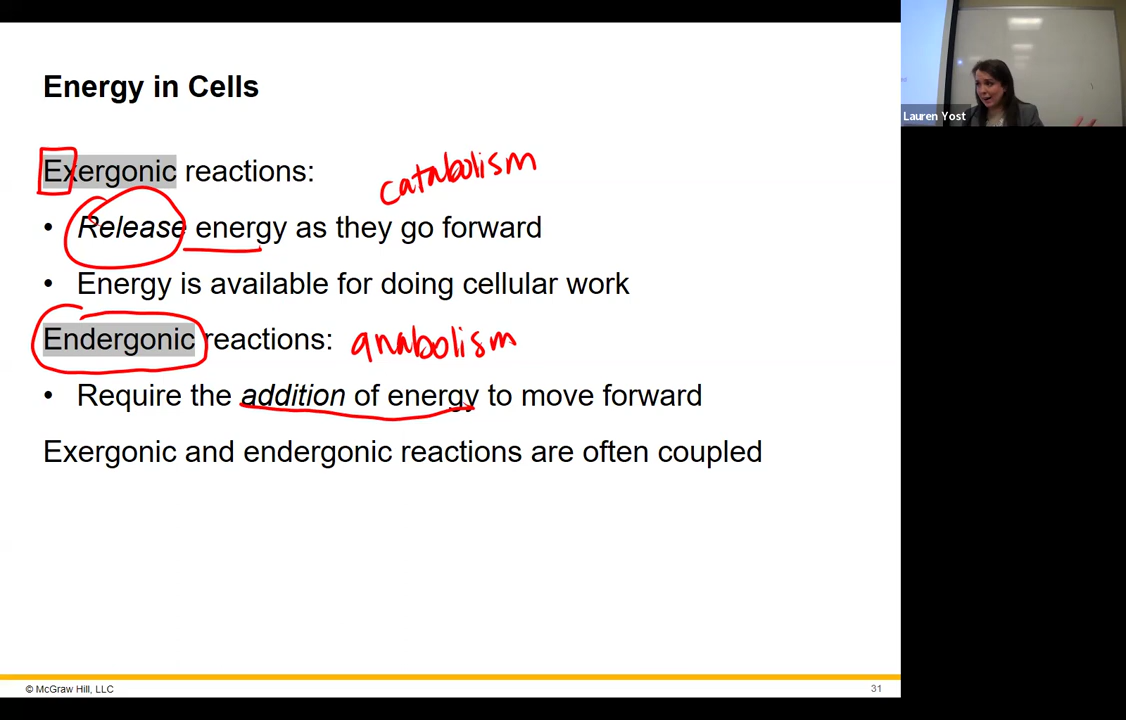 Energy in Cells
Exergonic reactions:
catabolism
• Release energy as they go forward
• Energy is available for doing cellular work
Endergonic reactions: anabolism
• Require the addition of energy to move forward
Exergonic and endergonic reactions are often coupled
© McGraw Hill, LLC
31
Lauren Yost